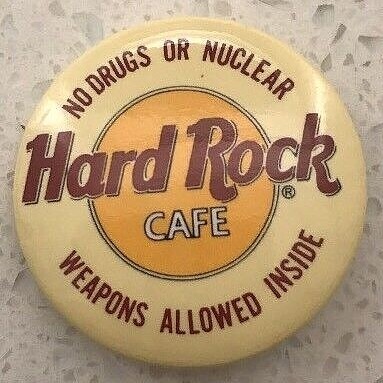 NO DRUGS OR NUCLEAR
Hard Rock®
CAFE
WEAPONS ALLOWED INSIDE